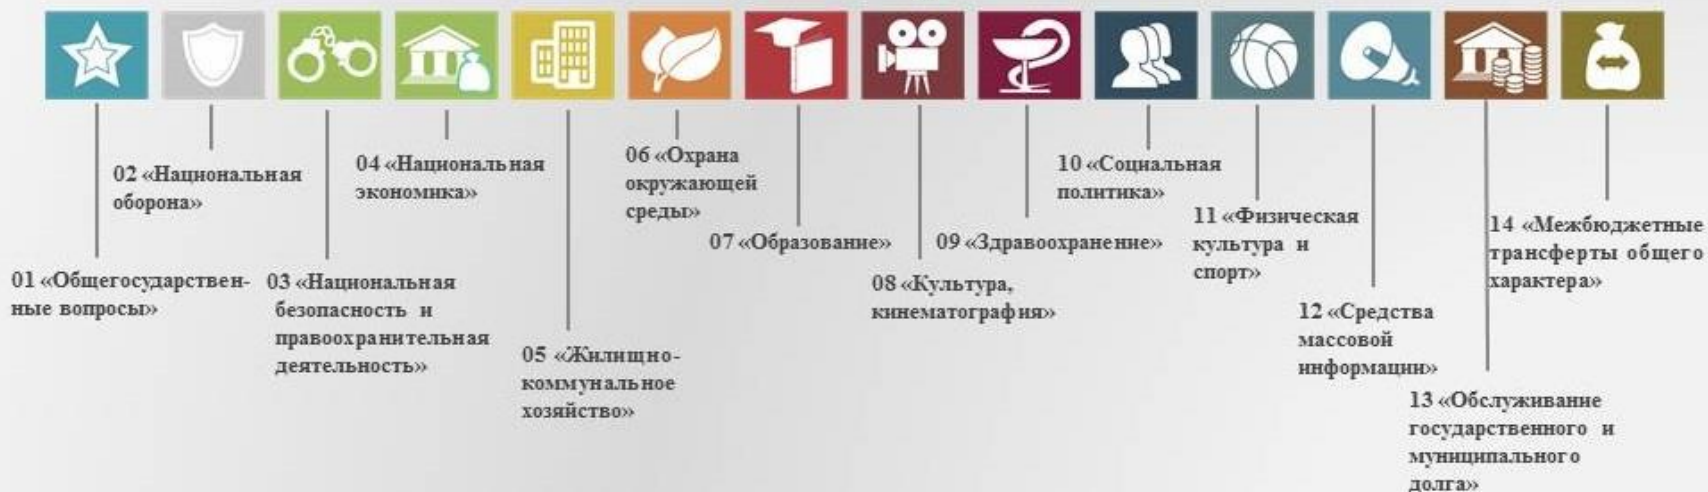 01 «Общегосударствен-
ные вопросы»
02 «Национальная
оборона»
03 «Национальная
безопасность и
правоохранительная
деятельность»
04 «Национальная
экономика»
05 «Жилищно-
коммунальное
хозяйство»
06 «Охрана
окружающей
среды»
07 «Образование»
08 «Культура,
кинематография»
09 «Здравоохранение»
10 «Социальная
политика»
11 «Физическая
культура и
спорт»
12 «Средства
массовой
информации»
13 «Обслуживание
государственного и
муниципального
долга»
14 «Межбюджетные
трансферты общего
характера»